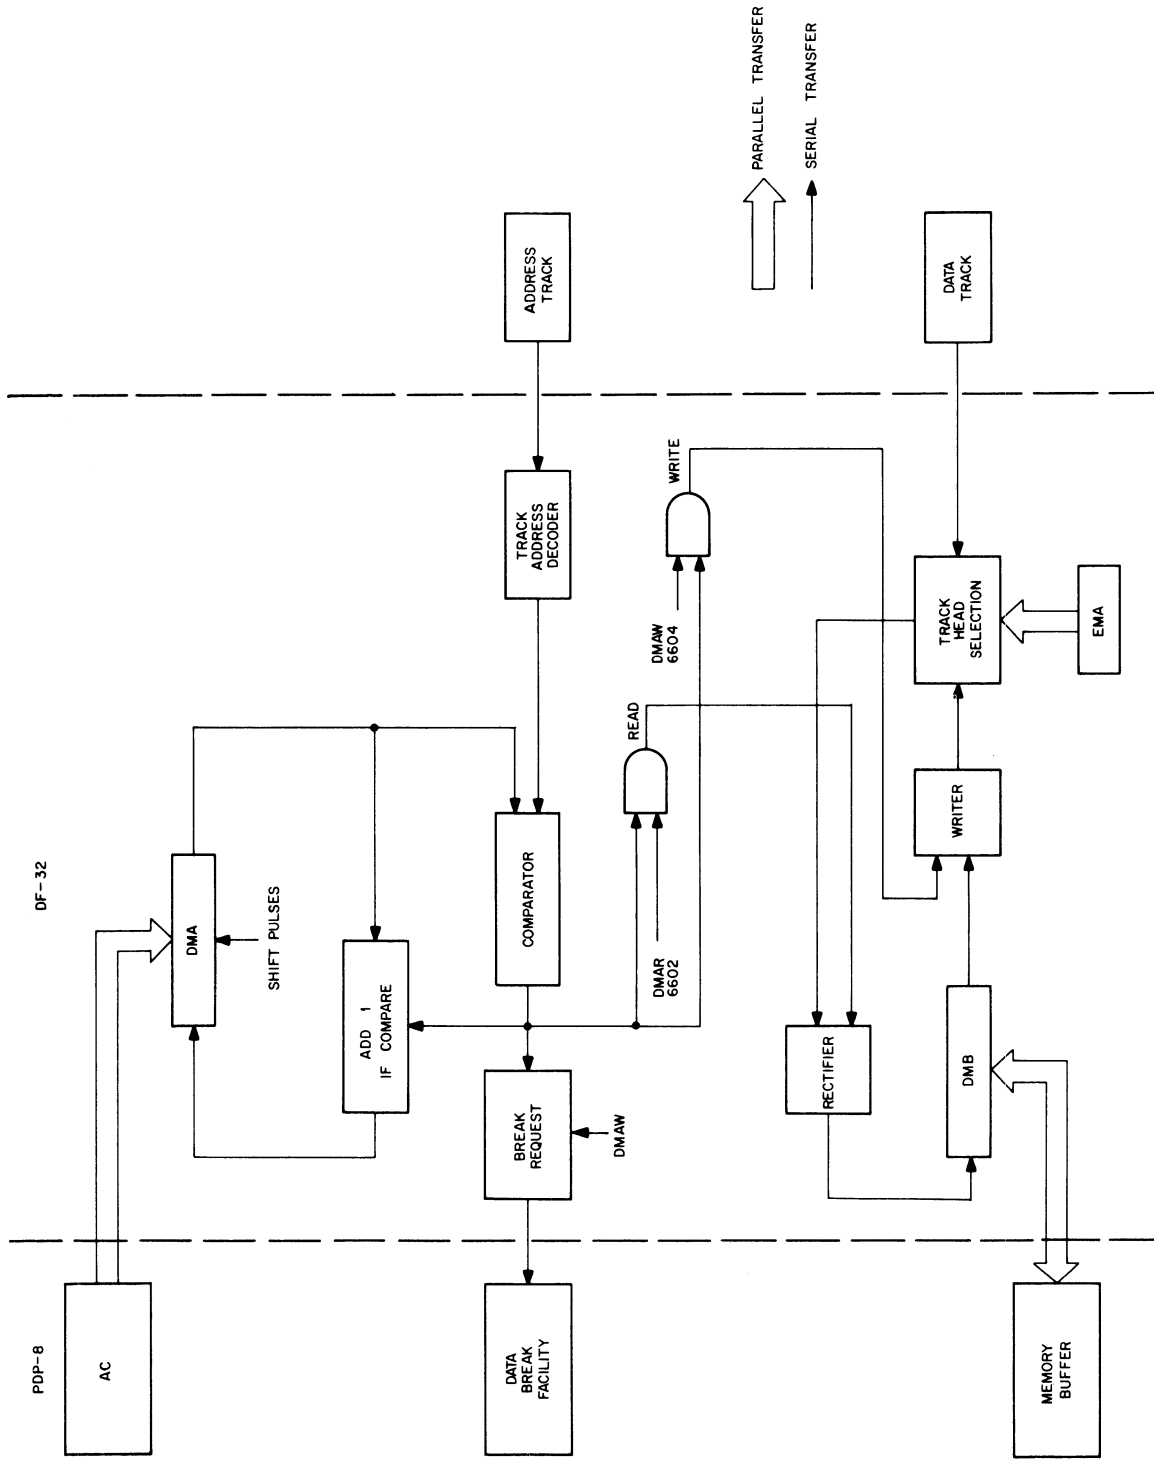 PDP-8
DF-32
AC
DMA
SHIFT PULSES
ADD 1
IF COMPARE
COMPARATOR
TRACK
ADDRESS
DECODER
ADDRESS
TRACK
DATA
BREAK
FACILITY
BREAK
REQUEST
DMAW
DMAR
6602
READ
DMAW
6604
WRITE
PARALLEL TRANSFER
SERIAL TRANSFER
RECTIFIER
MEMORY
BUFFER
DMB
WRITER
TRACK
HEAD
SELECTION
DATA
TRACK
EMA